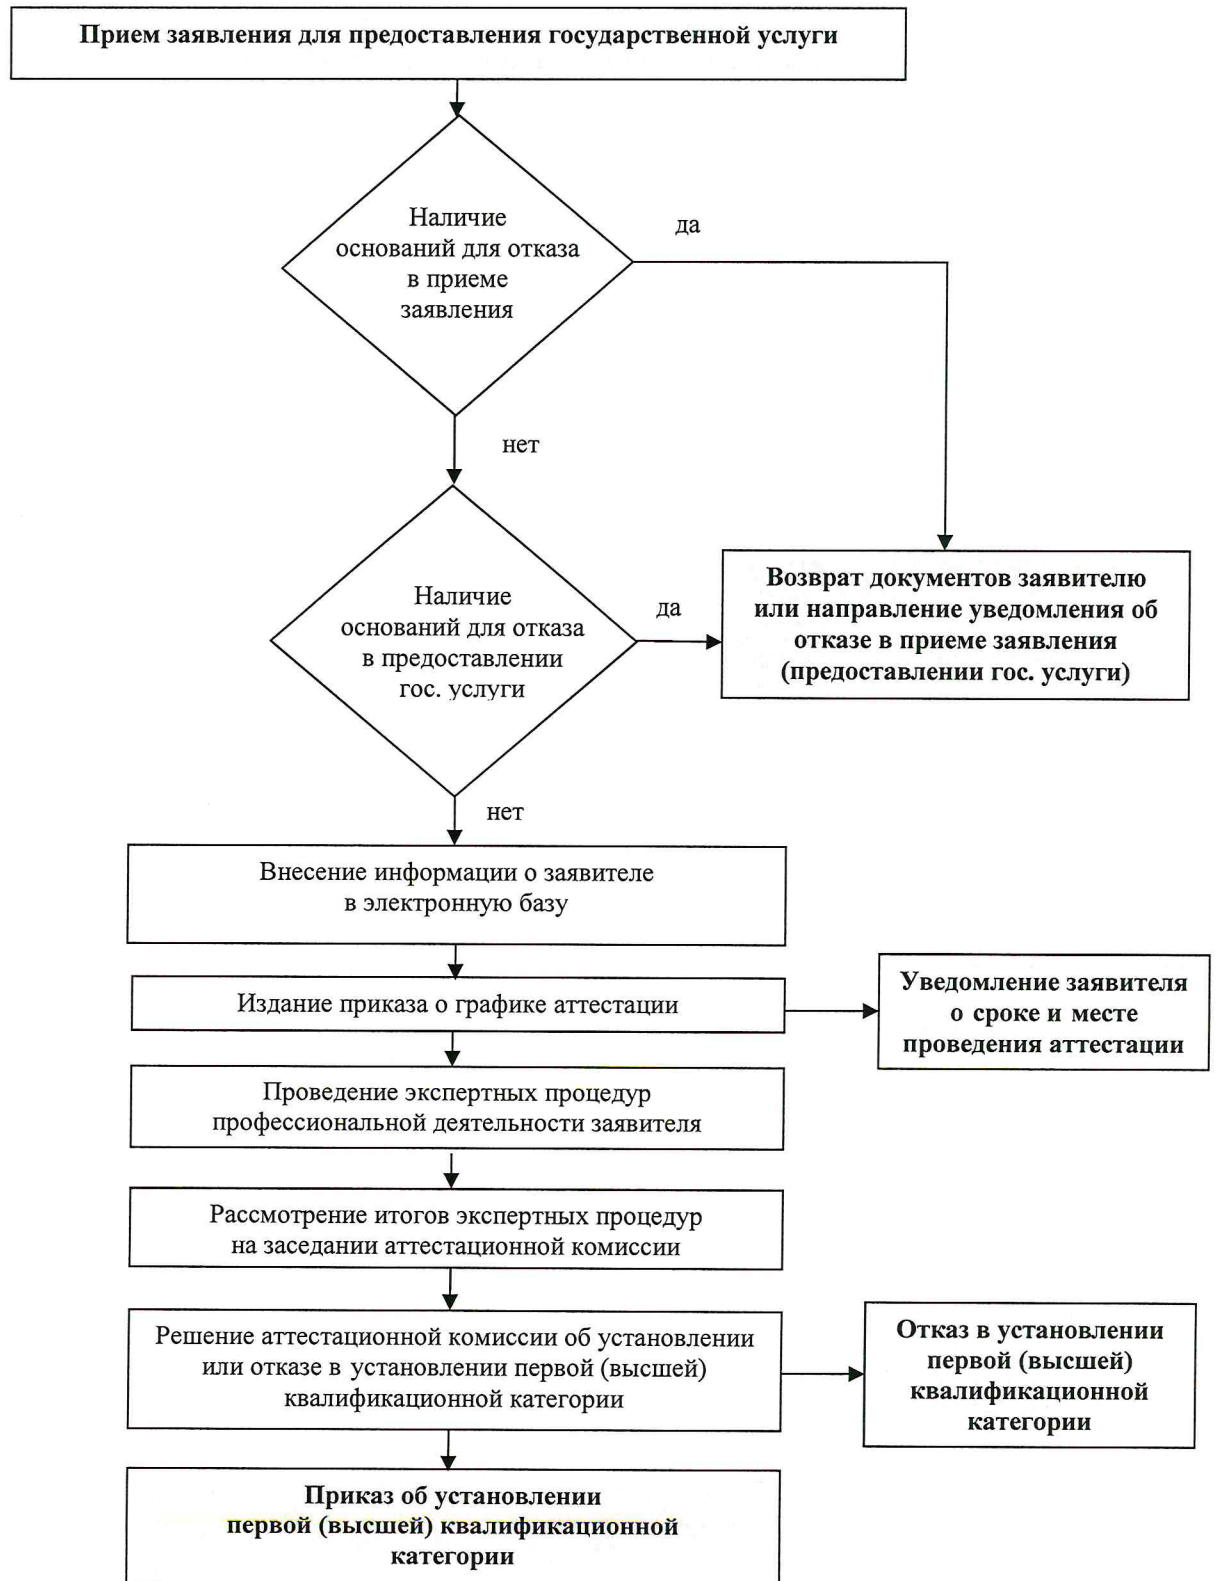 Прием заявления для предоставления государственной услуги
Наличие
оснований для отказа
в приеме
заявления
да
нет
Наличие
оснований для отказа
в предоставлении
гос. услуги
да
Возврат документов заявителю
или направление уведомления об
отказе в приеме заявления
(предоставлении гос. услуги)
нет
Внесение информации о заявителе
в электронную базу
Издание приказа о графике аттестации
Уведомление заявителя
о сроке и месте
проведения аттестации
Проведение экспертных процедур
профессиональной деятельности заявителя
Рассмотрение итогов экспертных процедур
на заседании аттестационной комиссии
Решение аттестационной комиссии об установлении
или отказе в установлении первой (высшей)
квалификационной категории
Отказ в установлении
первой (высшей)
квалификационной
категории
Приказ об установлении
первой (высшей) квалификационной
категории